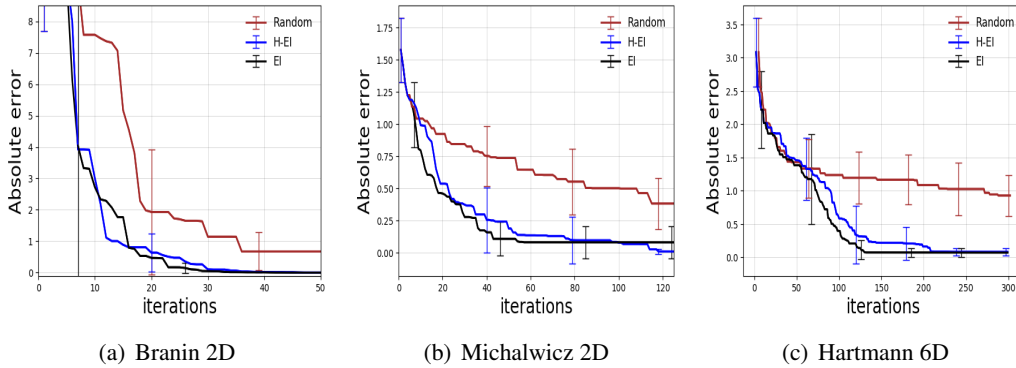 Absolute error
8
7
6
5
4
3
2
1
0
Random
H-EI
EI
0 10 20 30 40 50
iterations
(a) Branin 2D
Absolute error
1.75
1.50
1.25
1.00
0.75
0.50
0.25
0.00
Random
H-EI
EI
0 20 40 60 80 100 120
iterations
(b) Michalwicz 2D
Absolute error
3.5
3.0
2.5
2.0
1.5
1.0
0.5
0.0
Random
H-EI
EI
0 50 100 150 200 250 300
iterations
(c) Hartmann 6D